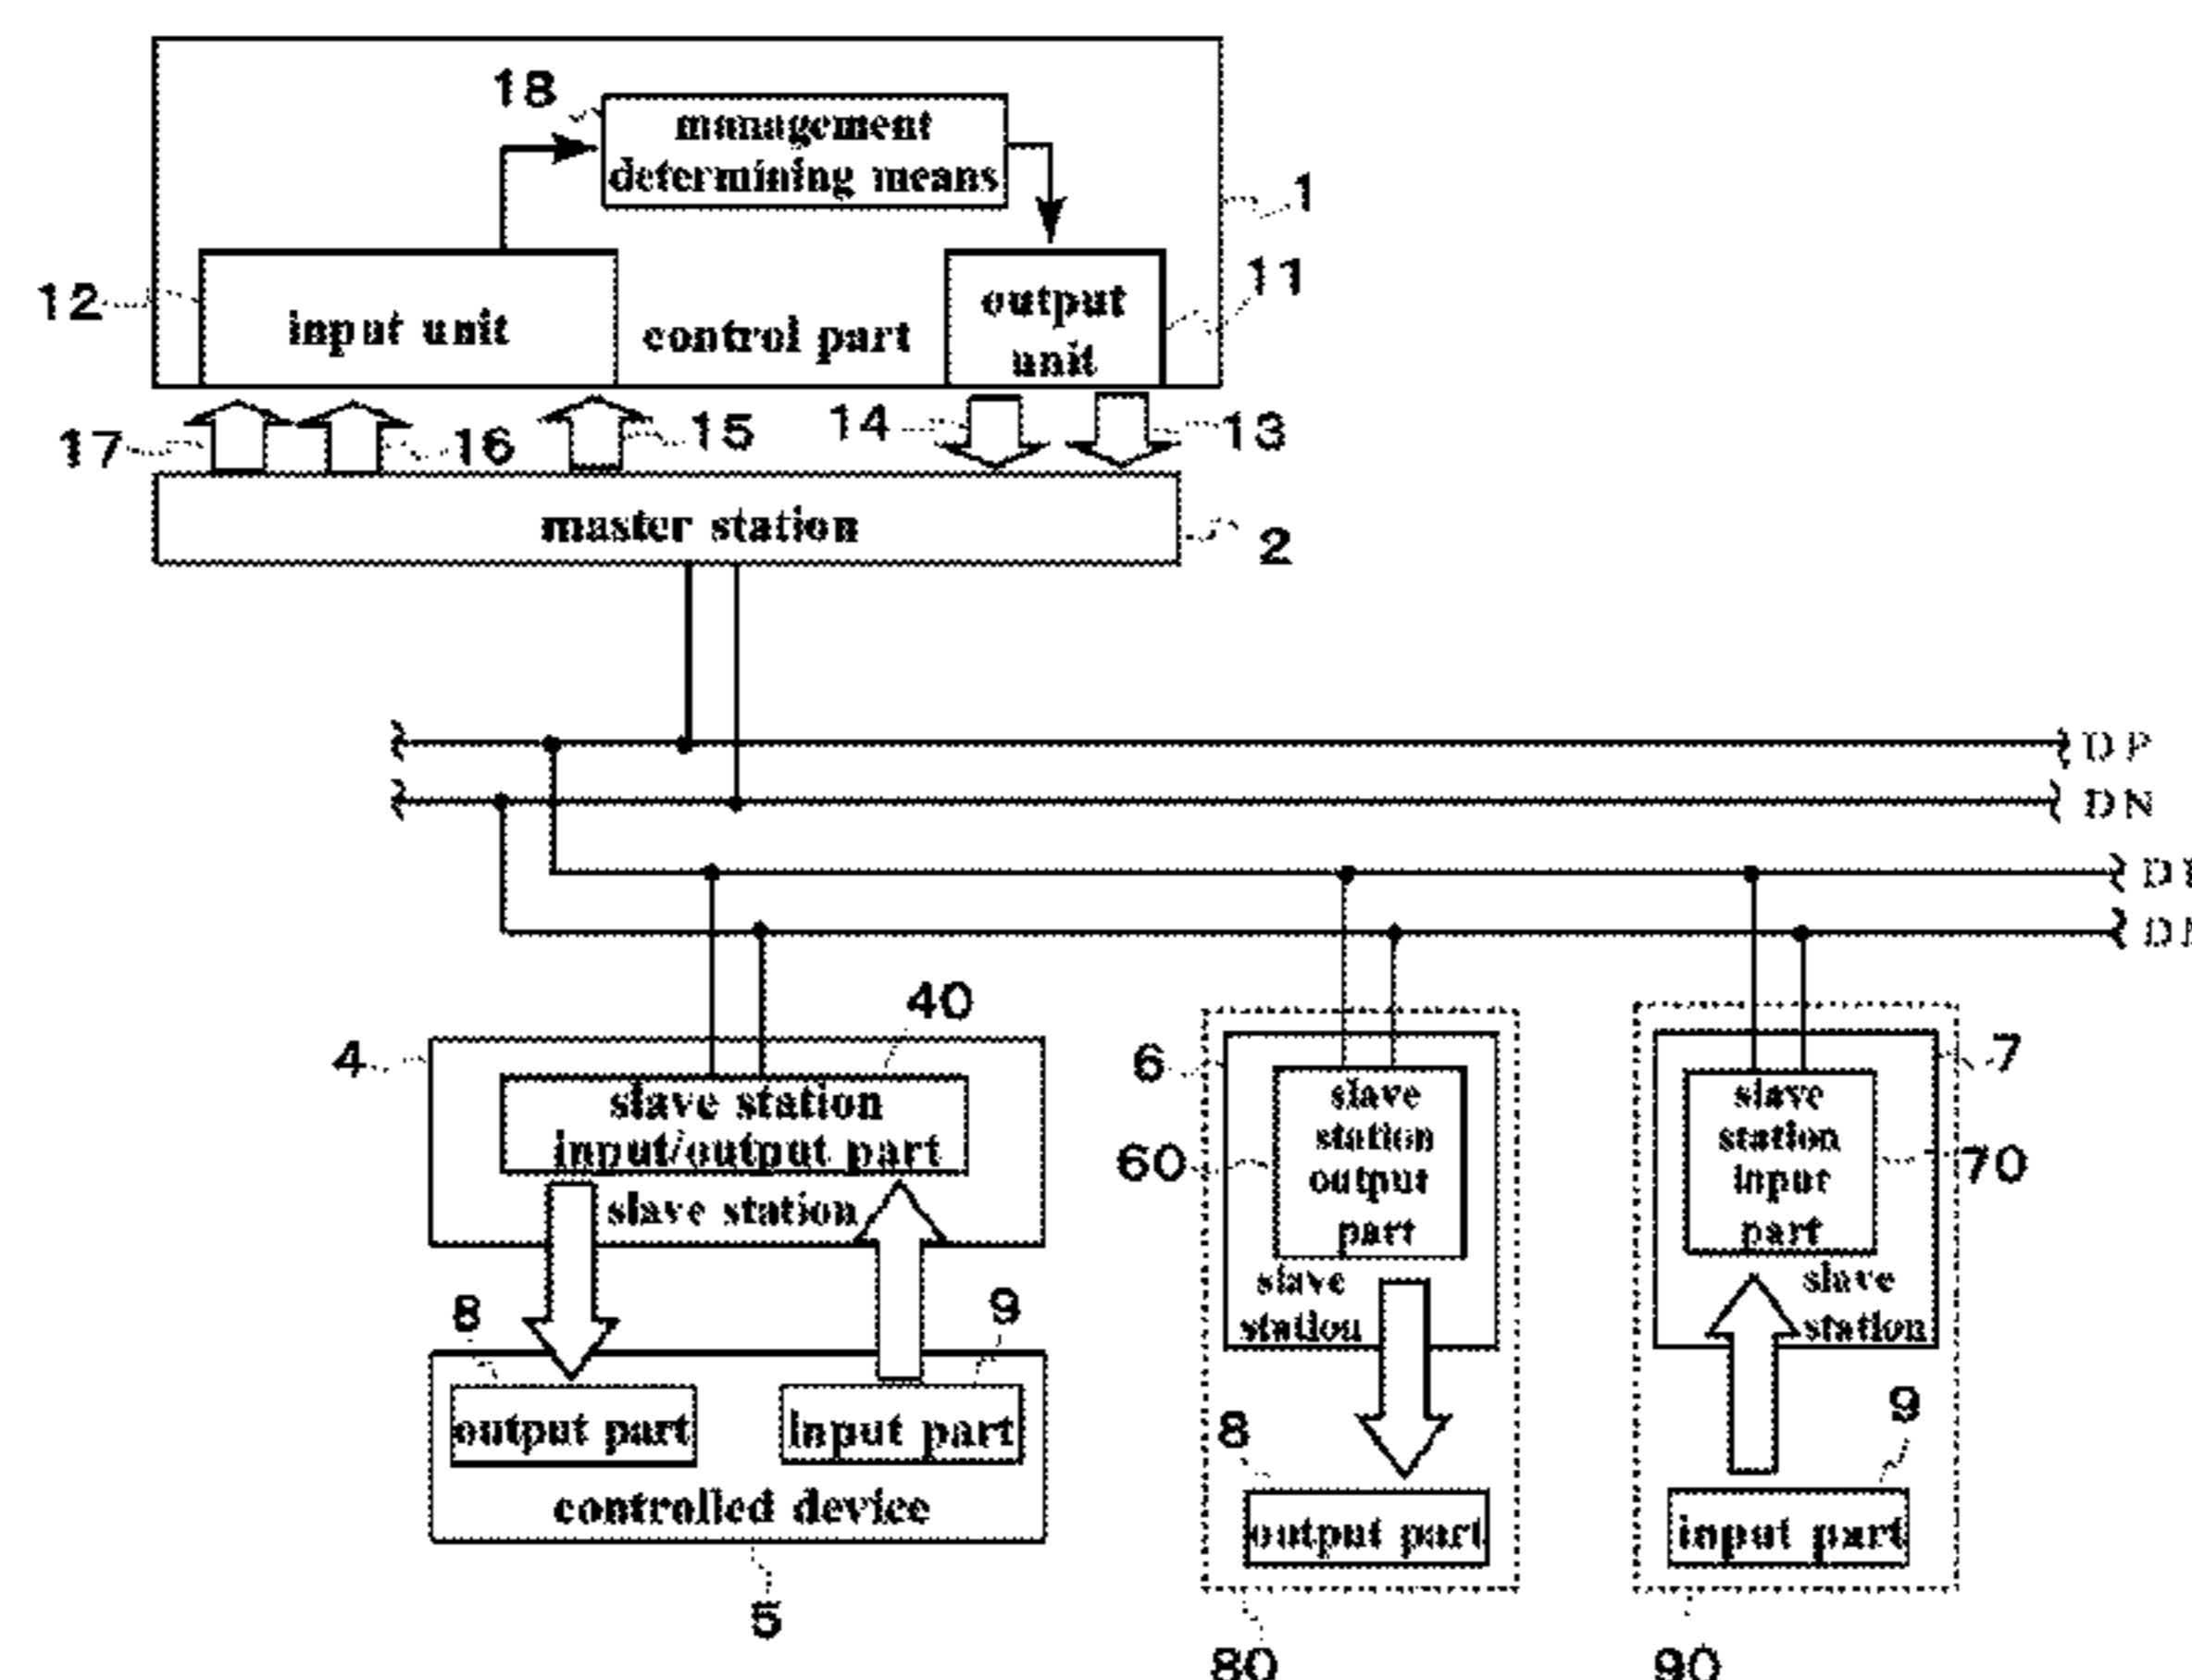 18
management
determining means
1
12
input unit
control part
output
unit
11
17
16
15
14
13
master station
2
DP
DN
40
4
slave station
input/output part
slave station
8
9
output part
input part
controlled device
5
6
60
slave
station
output
part
slave
station
8
output part
80
7
70
slave
station
input
part
slave
station
9
input part
90